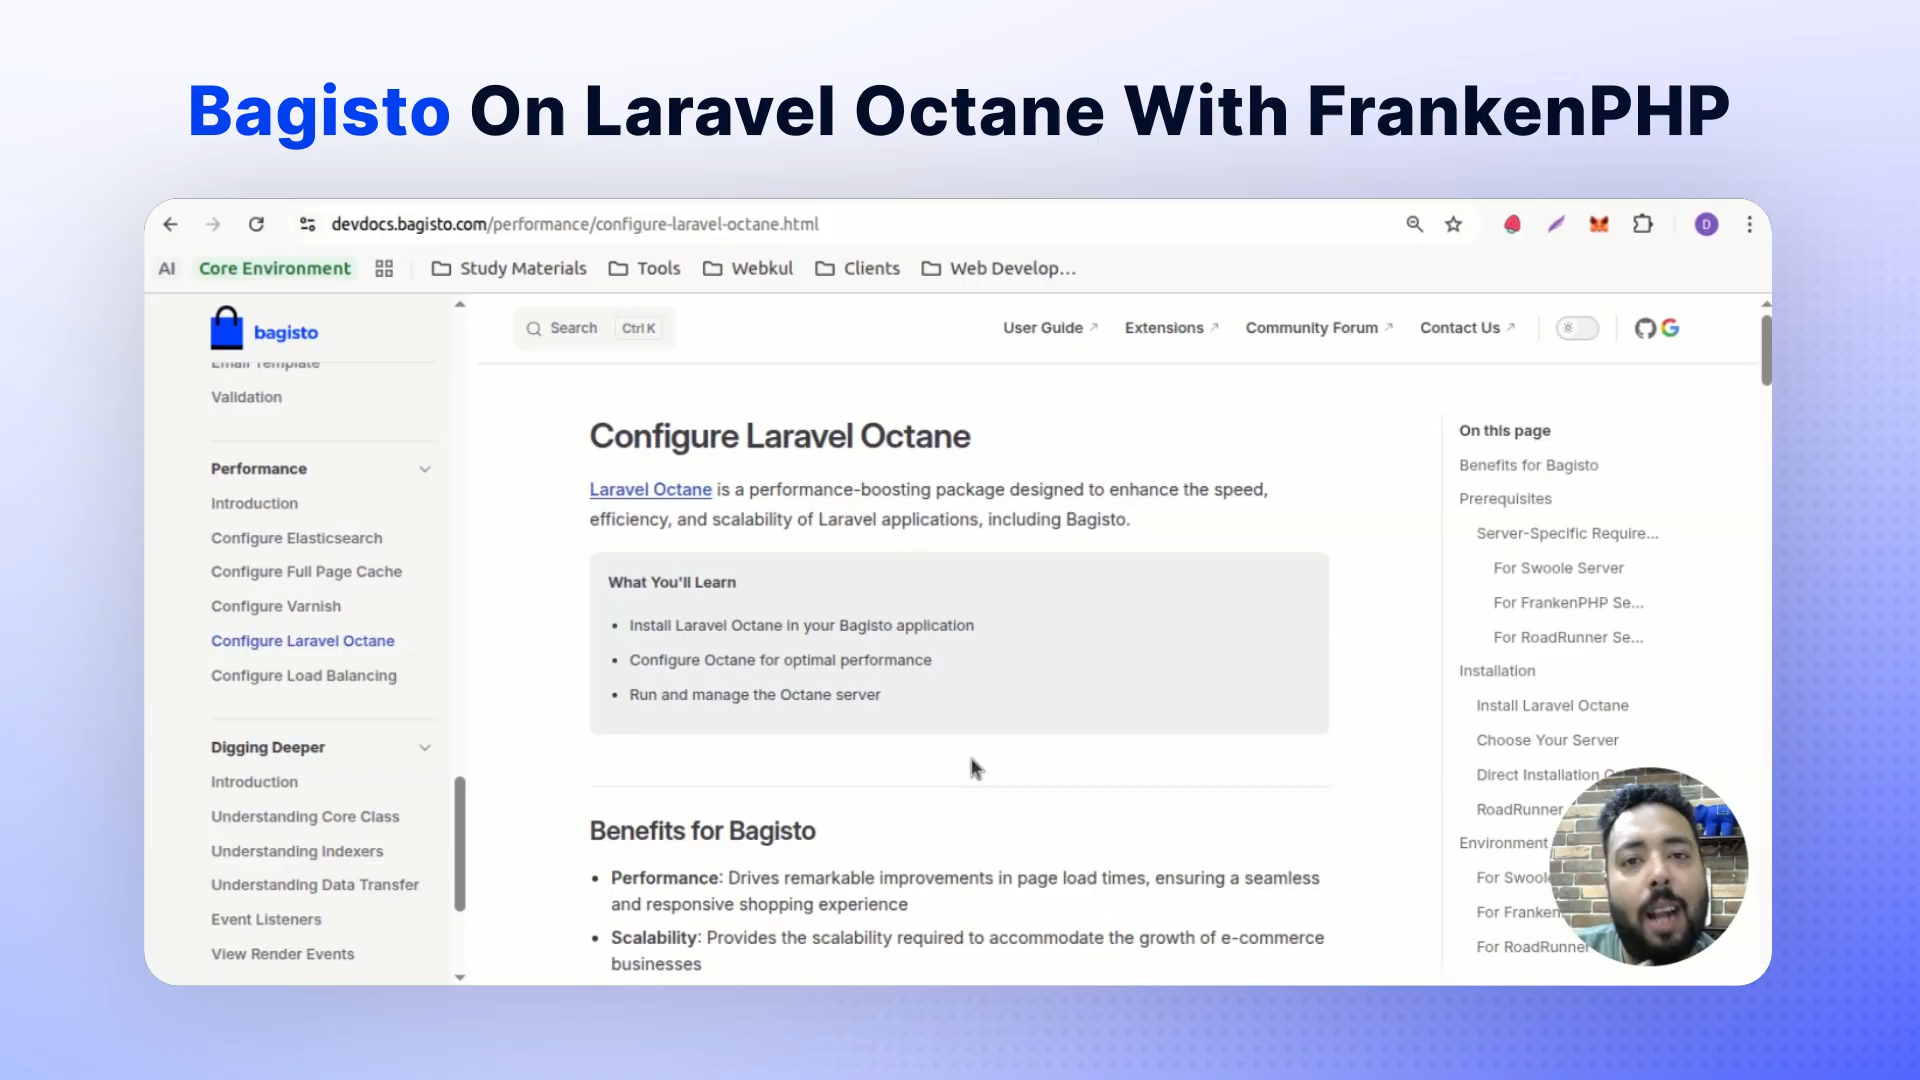 Bagisto On Laravel Octane With FrankenPHP
devdocs.bagisto.com/performance/configure-laravel-octane.html
D
AI
Core Environment
Study Materials
Tools
Webkul
Clients
Web Develop...
bagisto
Search
Ctrl K
User Guide
Extensions
Community Forum
Contact Us
Email Template
Validation
Performance
Introduction
Configure Elasticsearch
Configure Full Page Cache
Configure Varnish
Configure Laravel Octane
Configure Load Balancing
Digging Deeper
Introduction
Understanding Core Class
Understanding Indexers
Understanding Data Transfer
Event Listeners
View Render Events
Configure Laravel Octane
Laravel Octane is a performance-boosting package designed to enhance the speed,
efficiency, and scalability of Laravel applications, including Bagisto.
What You'll Learn
• Install Laravel Octane in your Bagisto application
• Configure Octane for optimal performance
• Run and manage the Octane server
Benefits for Bagisto
• Performance: Drives remarkable improvements in page load times, ensuring a seamless
and responsive shopping experience
• Scalability: Provides the scalability required to accommodate the growth of e-commerce
businesses
On this page
Benefits for Bagisto
Prerequisites
Server-Specific Require...
For Swoole Server
For FrankenPHP Se...
For RoadRunner Se...
Installation
Install Laravel Octane
Choose Your Server
Direct Installation
RoadRunner
Environment
For Swoole
For Franken
For RoadRunner